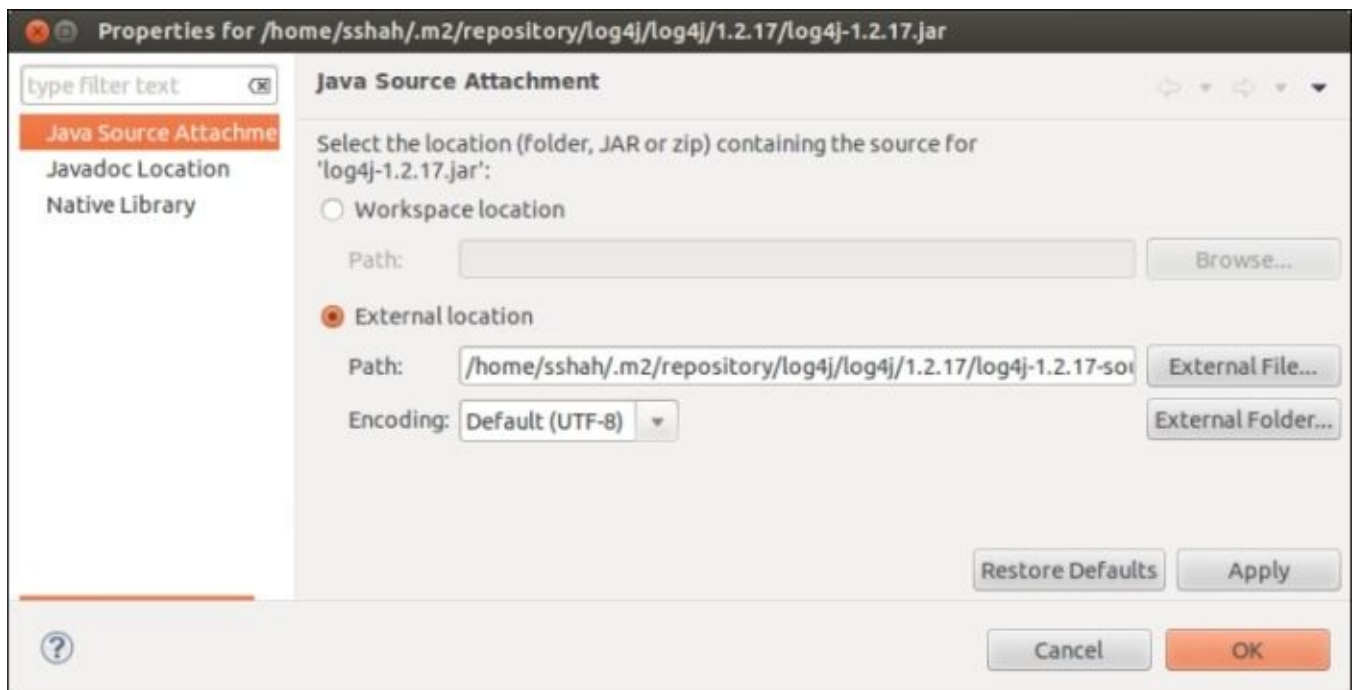 Properties for /home/sshah/.m2/repository/log4j/log4j/1.2.17/log4j-1.2.17.jar
type filter text
Java Source Attachme
Javadoc Location
Native Library
Java Source Attachment
Select the location (folder, JAR or zip) containing the source for
'log4j-1.2.17.jar':
Workspace location
Path:
Browse...
External location
Path: /home/sshah/.m2/repository/log4j/log4j/1.2.17/log4j-1.2.17-sou External File...
Encoding: Default (UTF-8) External Folder...
Restore Defaults Apply
? Cancel OK